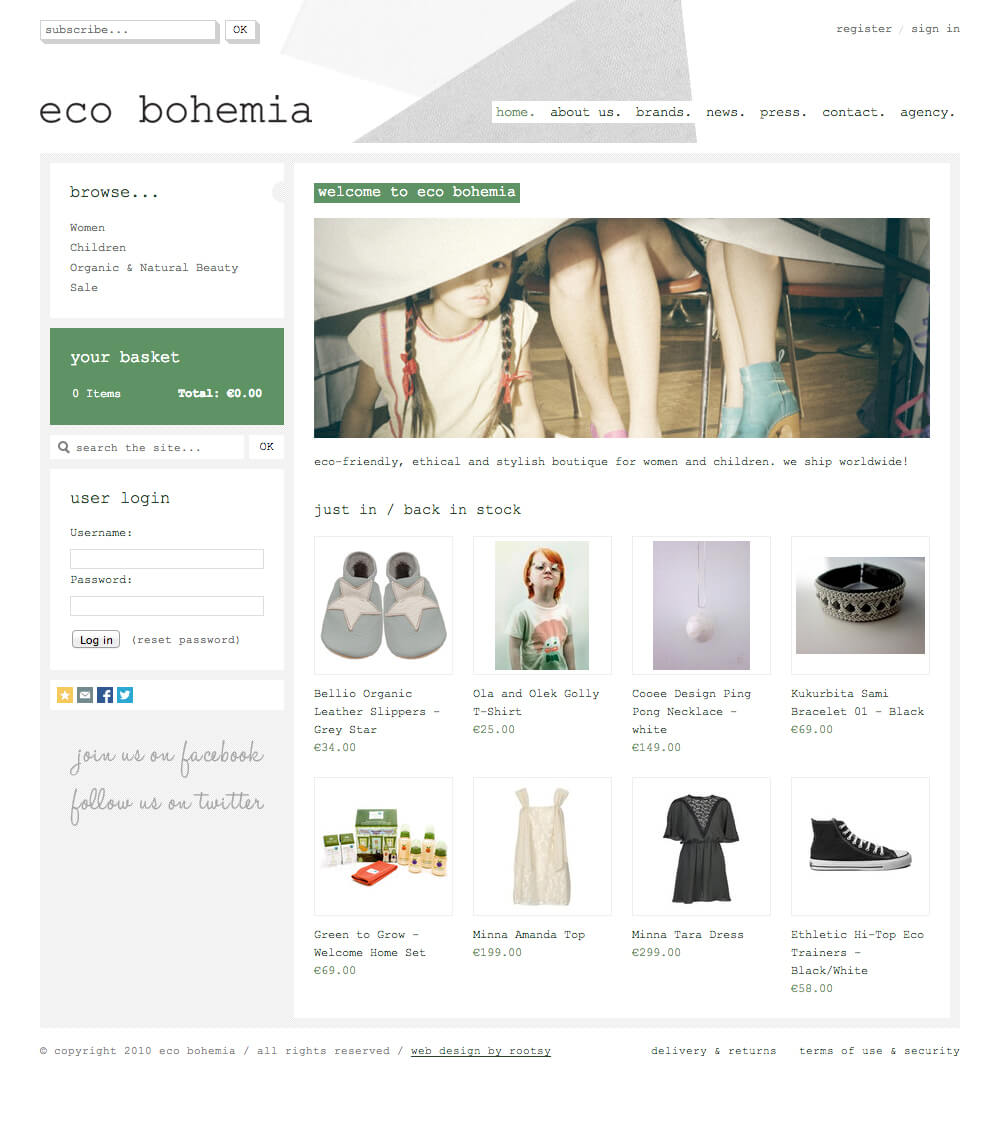 subscribe...
OK
register / sign in
eco bohemia
home. about us. brands. news. press. contact. agency.
browse...
Women
Children
Organic & Natural Beauty
Sale
your basket
0 Items Total: €0.00
search the site...
OK
user login
Username:
Password:
Log in (reset password)
join us on facebook
follow us on twitter
welcome to eco bohemia
eco-friendly, ethical and stylish boutique for women and children. we ship worldwide!
just in / back in stock
Bellio Organic
Leather Slippers -
Grey Star
€34.00
Ola and Olek Golly
T-Shirt
€25.00
Cooee Design Ping
Pong Necklace -
white
€149.00
Kukurbita Sami
Bracelet 01 - Black
€69.00
Green to Grow -
Welcome Home Set
€69.00
Minna Amanda Top
€199.00
Minna Tara Dress
€299.00
Ethletic Hi-Top Eco
Trainers -
Black/White
€58.00
© copyright 2010 eco bohemia / all rights reserved / web design by rootsy
delivery & returns terms of use & security